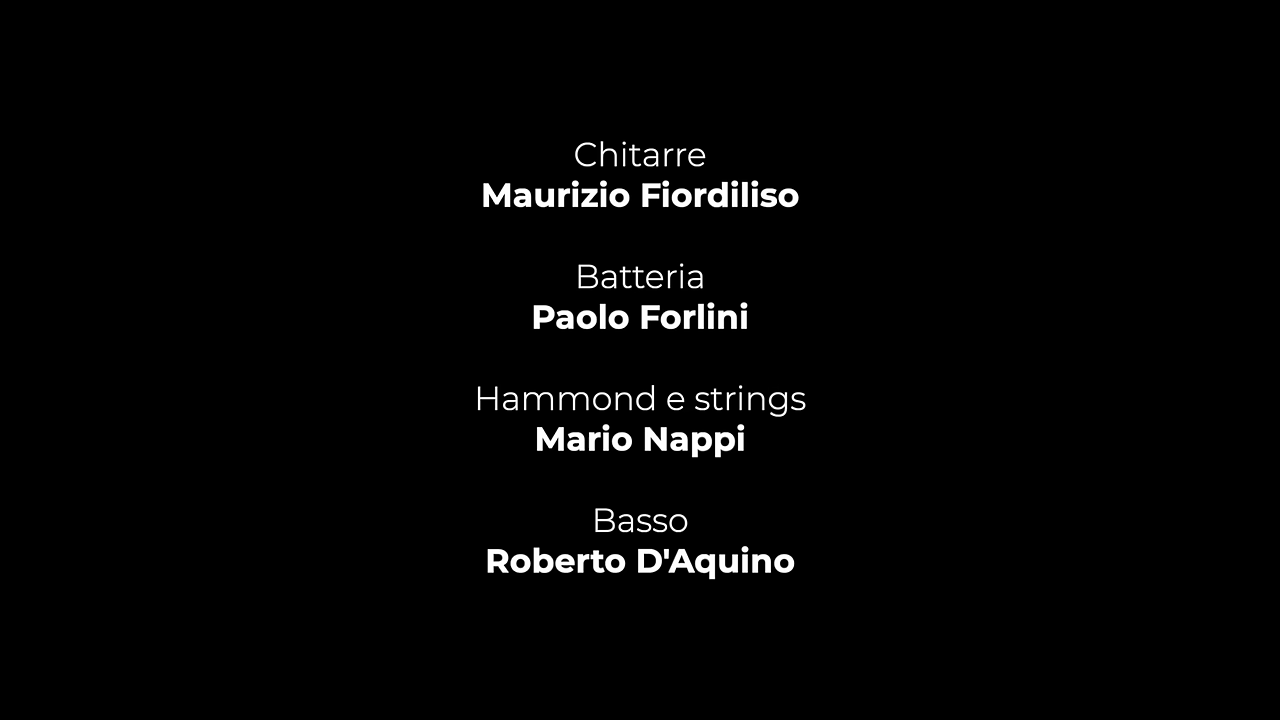 Chitarre
Maurizio Fiordiliso
Batteria
Paolo Forlini
Hammond e strings
Mario Nappi
Basso
Roberto D'Aquino